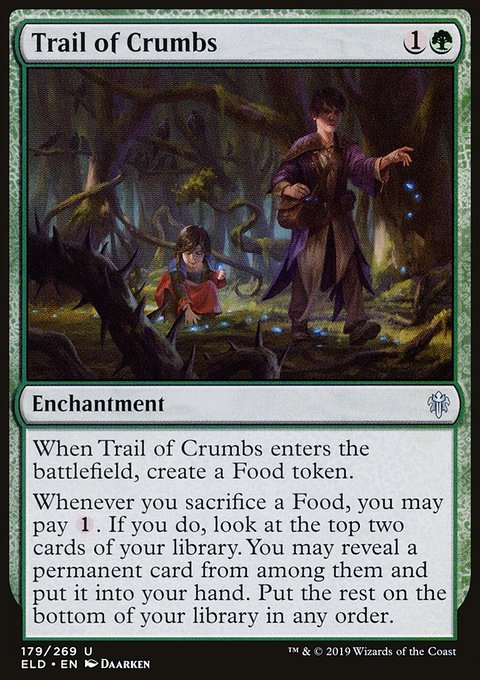 Trail of Crumbs 1
Enchantment
When Trail of Crumbs enters the
battlefield, create a Food token.
Whenever you sacrifice a Food, you may
pay 1. If you do, look at the top two
cards of your library. You may reveal a
permanent card from among them and
put it into your hand. Put the rest on the
bottom of your library in any order.
179/269 U
ELD • EN Daarken
™ & © 2019 Wizards of the Coast